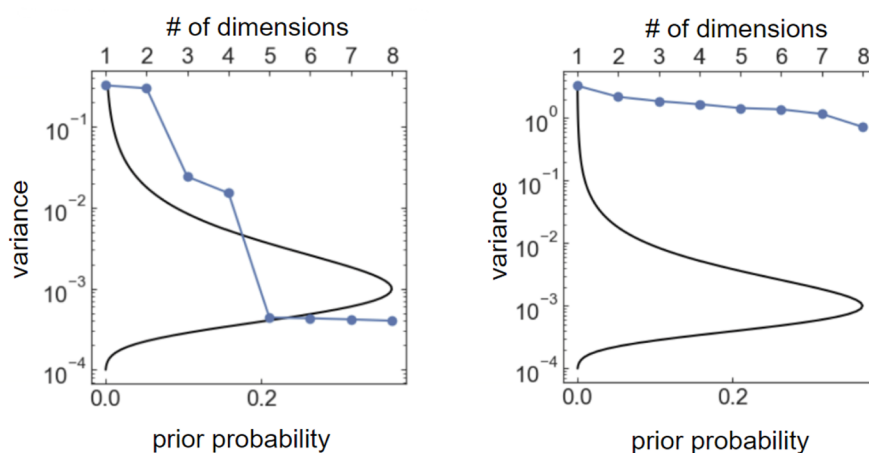 # of dimensions
1 2 3 4 5 6 7 8
10⁻¹
10⁻²
10⁻³
10⁻⁴
variance
0.0 0.2
prior probability
# of dimensions
1 2 3 4 5 6 7 8
10⁰
10⁻¹
10⁻²
10⁻³
10⁻⁴
variance
0.0 0.2
prior probability